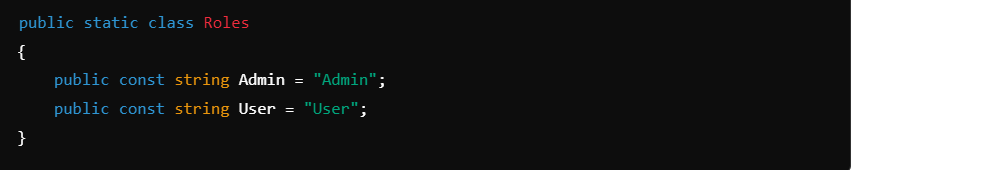 public static class Roles
{
    public const string Admin = "Admin";
    public const string User = "User";
}